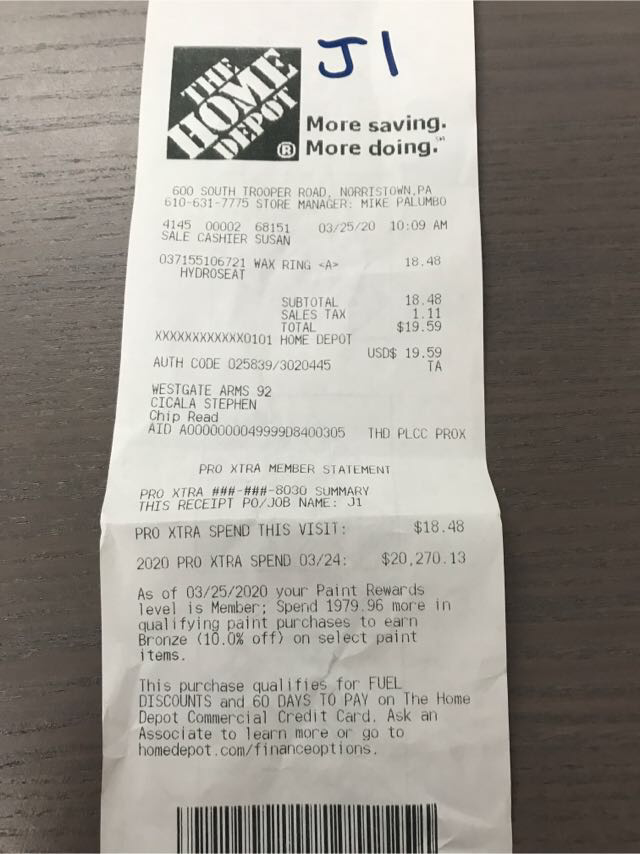 J1
THE
HOME
DEPOT
®
More saving.
More doing.℠
600 SOUTH TROOPER ROAD, NORRISTOWN,PA
610-631-7775 STORE MANAGER: MIKE PALUMBO
4145 00002 68151 03/25/20 10:09 AM
SALE CASHIER SUSAN
037155106721 WAX RING <A> 18.48
HYDROSEAT
SUBTOTAL 18.48
SALES TAX 1.11
TOTAL $19.59
XXXXXXXXXXXX0101 HOME DEPOT
USD$ 19.59
AUTH CODE 025839/3020445 TA
WESTGATE ARMS 92
CICALA STEPHEN
Chip Read
AID A0000000049999D8400305 THD PLCC PROX
PRO XTRA MEMBER STATEMENT
PRO XTRA ###-###-8030 SUMMARY
THIS RECEIPT PO/JOB NAME: J1
PRO XTRA SPEND THIS VISIT: $18.48
2020 PRO XTRA SPEND 03/24: $20,270.13
As of 03/25/2020 your Paint Rewards
level is Member; Spend 1979.96 more in
qualifying paint purchases to earn
Bronze (10.0% off) on select paint
items.
This purchase qualifies for FUEL
DISCOUNTS and 60 DAYS TO PAY on The Home
Depot Commercial Credit Card. Ask an
Associate to learn more or go to
homedepot.com/financeoptions.